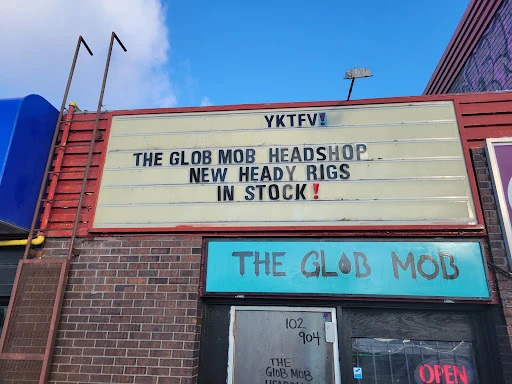 YKTFV!
THE GLOB MOB HEADSHOP
NEW HEADY RIGS
IN STOCK!
THE GLOB MOB
102
904
THE
GLOB MOB
HEADSHOP
OPEN